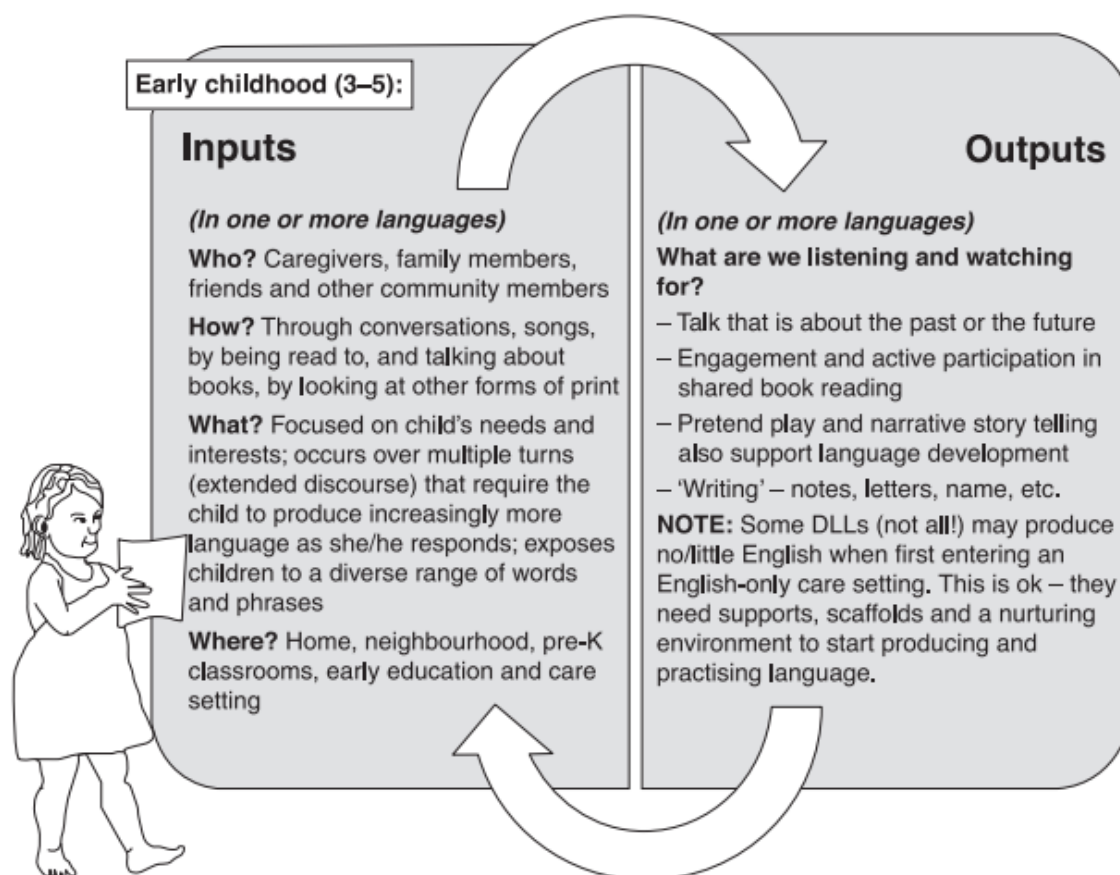 Early childhood (3–5):
Inputs
(In one or more languages)
Who? Caregivers, family members,
friends and other community members
How? Through conversations, songs,
by being read to, and talking about
books, by looking at other forms of print
What? Focused on child's needs and
interests; occurs over multiple turns
(extended discourse) that require the
child to produce increasingly more
language as she/he responds; exposes
children to a diverse range of words
and phrases
Where? Home, neighbourhood, pre-K
classrooms, early education and care
setting
Outputs
(In one or more languages)
What are we listening and watching
for?
– Talk that is about the past or the future
– Engagement and active participation in
shared book reading
– Pretend play and narrative story telling
also support language development
– 'Writing' – notes, letters, name, etc.
NOTE: Some DLLs (not all!) may produce
no/little English when first entering an
English-only care setting. This is ok – they
need supports, scaffolds and a nurturing
environment to start producing and
practising language.